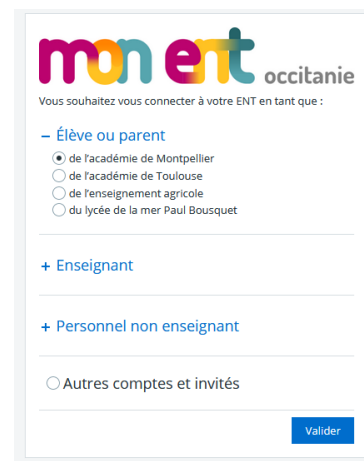 mon ent occitanie
Vous souhaitez vous connecter à votre ENT en tant que :
– Élève ou parent
de l'académie de Montpellier
de l'académie de Toulouse
de l'enseignement agricole
du lycée de la mer Paul Bousquet
+ Enseignant
+ Personnel non enseignant
Autres comptes et invités
Valider